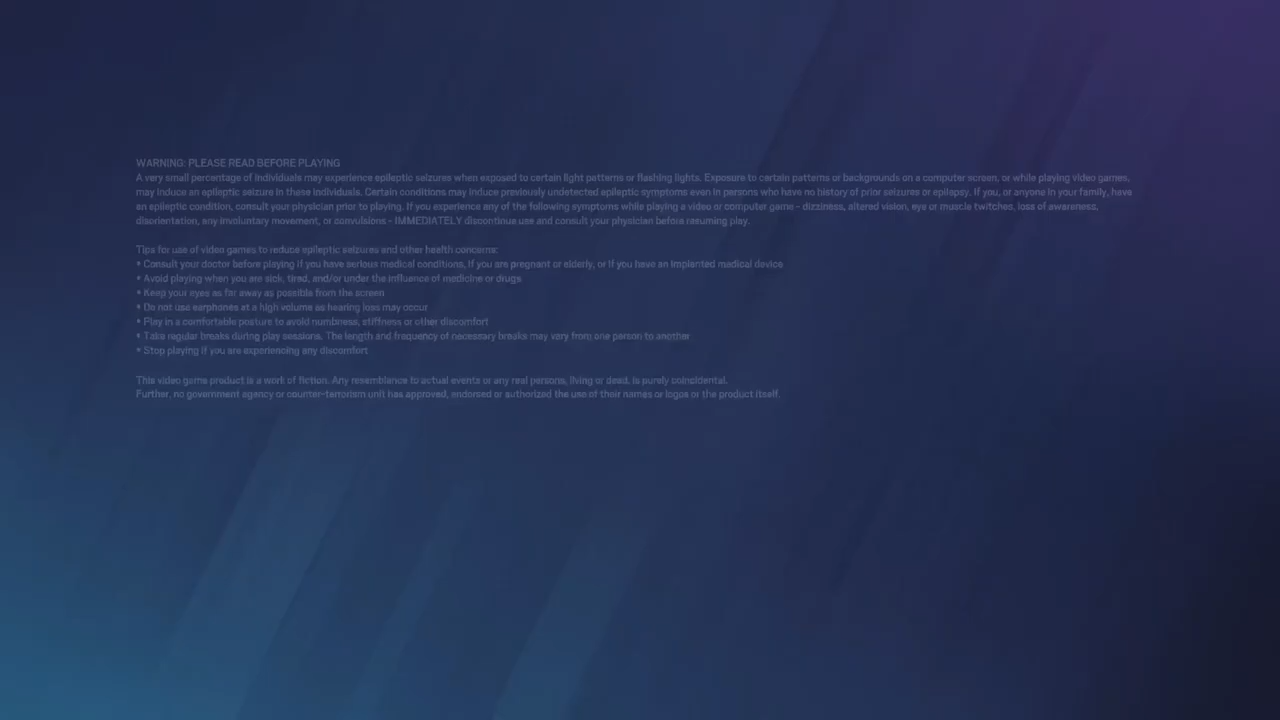 WARNING: PLEASE READ BEFORE PLAYING
A very small percentage of individuals may experience epileptic seizures when exposed to certain light patterns or flashing lights. Exposure to certain patterns or backgrounds on a computer screen, or while playing video games,
may induce an epileptic seizure in these individuals. Certain conditions may induce previously undetected epileptic symptoms even in persons who have no history of prior seizures or epilepsy. If you, or anyone in your family, have
an epileptic condition, consult your physician prior to playing. If you experience any of the following symptoms while playing a video or computer game - dizziness, altered vision, eye or muscle twitches, loss of awareness,
disorientation, any involuntary movement, or convulsions - IMMEDIATELY discontinue use and consult your physician before resuming play.
Tips for use of video games to reduce epileptic seizures and other health concerns:
• Consult your doctor before playing if you have serious medical conditions, if you are pregnant or elderly, or if you have an implanted medical device
• Avoid playing when you are sick, tired, and/or under the influence of medicine or drugs
• Keep your eyes as far away as possible from the screen
• Do not use earphones at a high volume as hearing loss may occur
• Play in a comfortable posture to avoid numbness, stiffness or other discomfort
• Take regular breaks during play sessions. The length and frequency of necessary breaks may vary from one person to another
• Stop playing if you are experiencing any discomfort
This video game product is a work of fiction. Any resemblance to actual events or any real persons, living or dead, is purely coincidental.
Further, no government agency or counter-terrorism unit has approved, endorsed or authorized the use of their names or logos or the product itself.